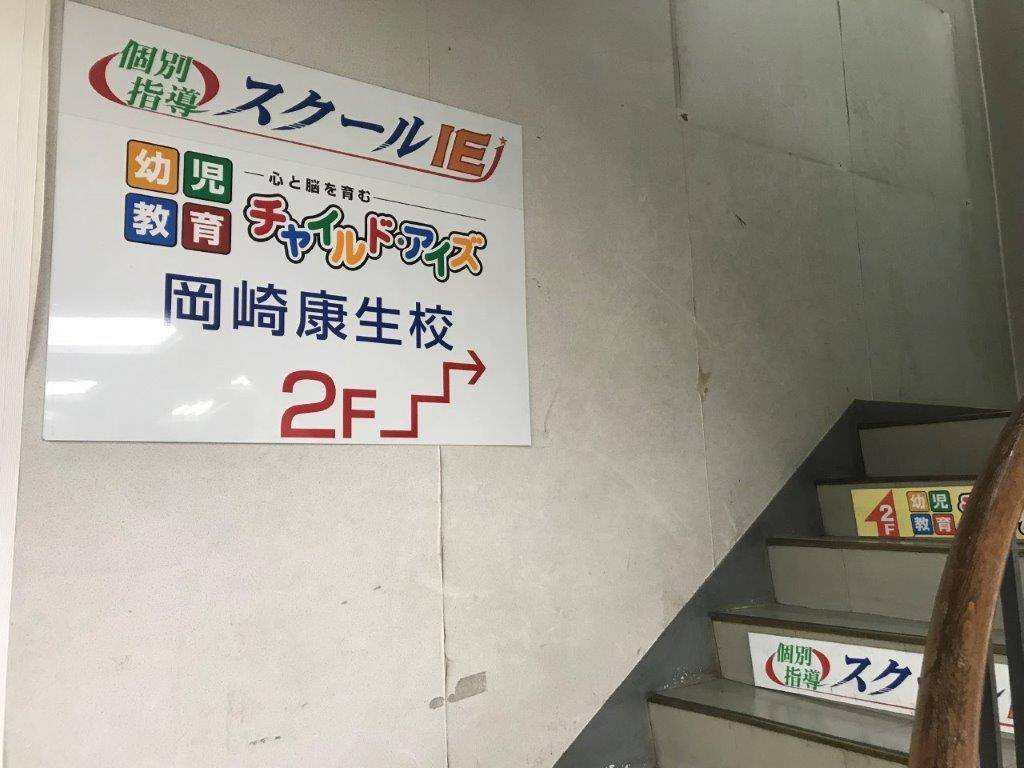 個別
指導
スクールIE
幼児
教育
心と脳を育む
チャイルド・アイズ
岡崎康生校
2F
2F
幼児
教育
個別
指導
スク